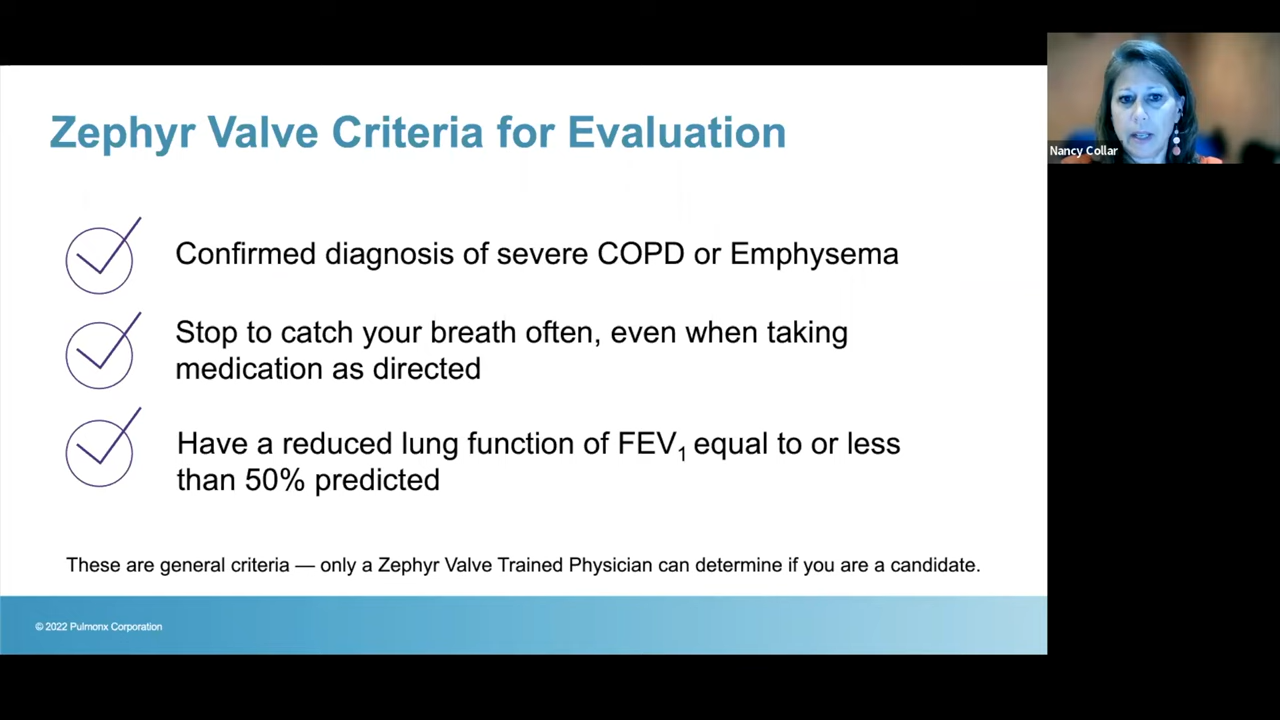 Zephyr Valve Criteria for Evaluation
Nancy Collar
Confirmed diagnosis of severe COPD or Emphysema
Stop to catch your breath often, even when taking
medication as directed
Have a reduced lung function of FEV₁ equal to or less
than 50% predicted
These are general criteria — only a Zephyr Valve Trained Physician can determine if you are a candidate.
© 2022 Pulmonx Corporation